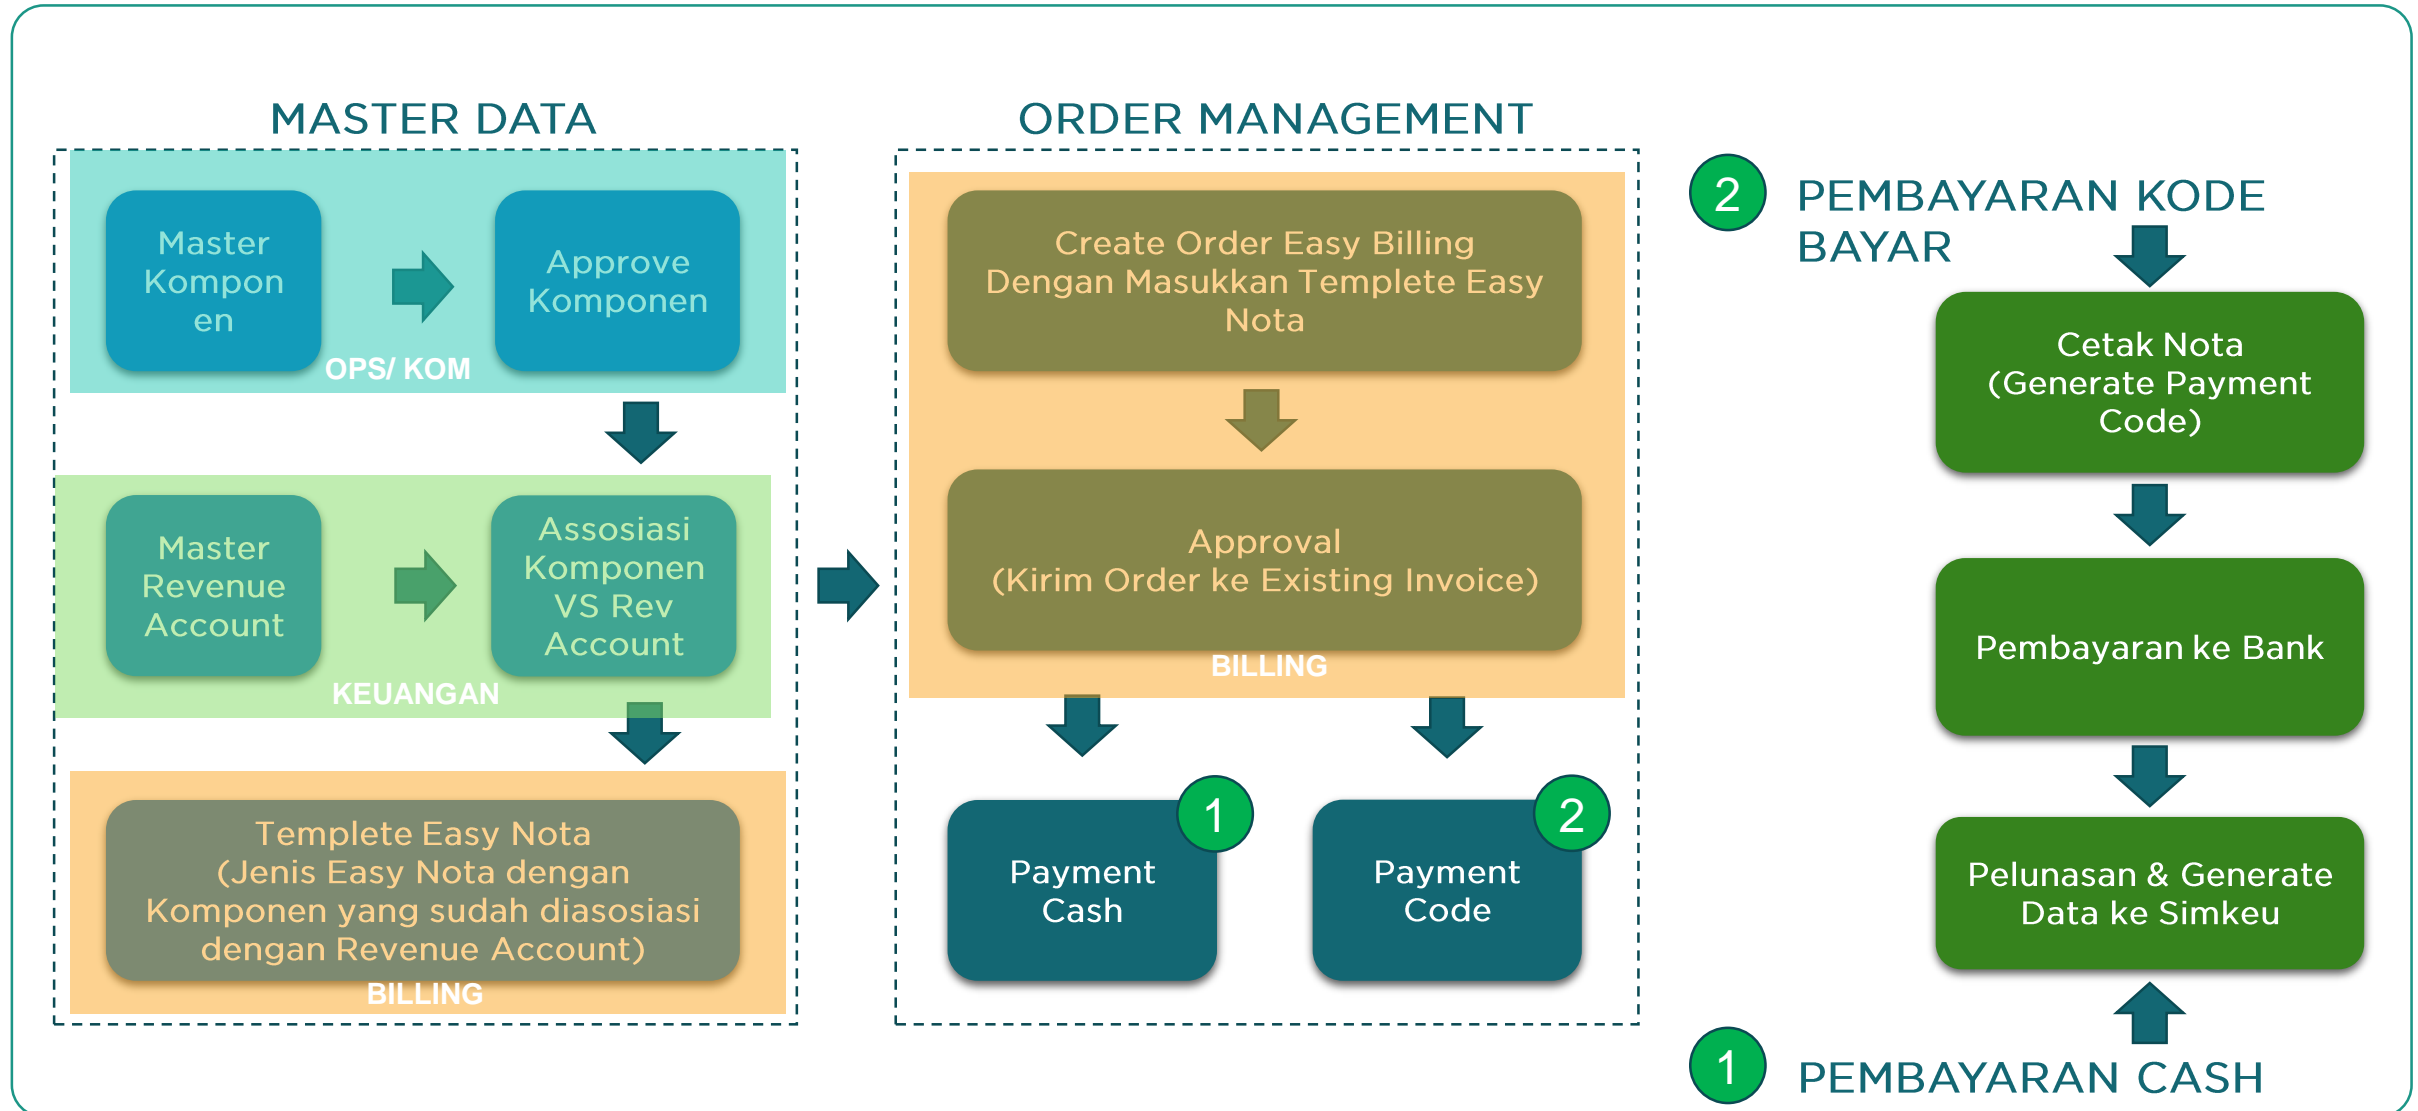 MASTER DATA
Master
Kompon
en
Approve
Komponen
OPS/ KOM
Master
Revenue
Account
Assosiasi
Komponen
VS Rev
Account
KEUANGAN
Templete Easy Nota
(Jenis Easy Nota dengan
Komponen yang sudah diasosiasi
dengan Revenue Account)
BILLING
ORDER MANAGEMENT
Create Order Easy Billing
Dengan Masukkan Templete Easy
Nota
Approval
(Kirim Order ke Existing Invoice)
BILLING
1
Payment
Cash
2
Payment
Code
2
PEMBAYARAN KODE
BAYAR
Cetak Nota
(Generate Payment
Code)
Pembayaran ke Bank
Pelunasan & Generate
Data ke Simkeu
1
PEMBAYARAN CASH